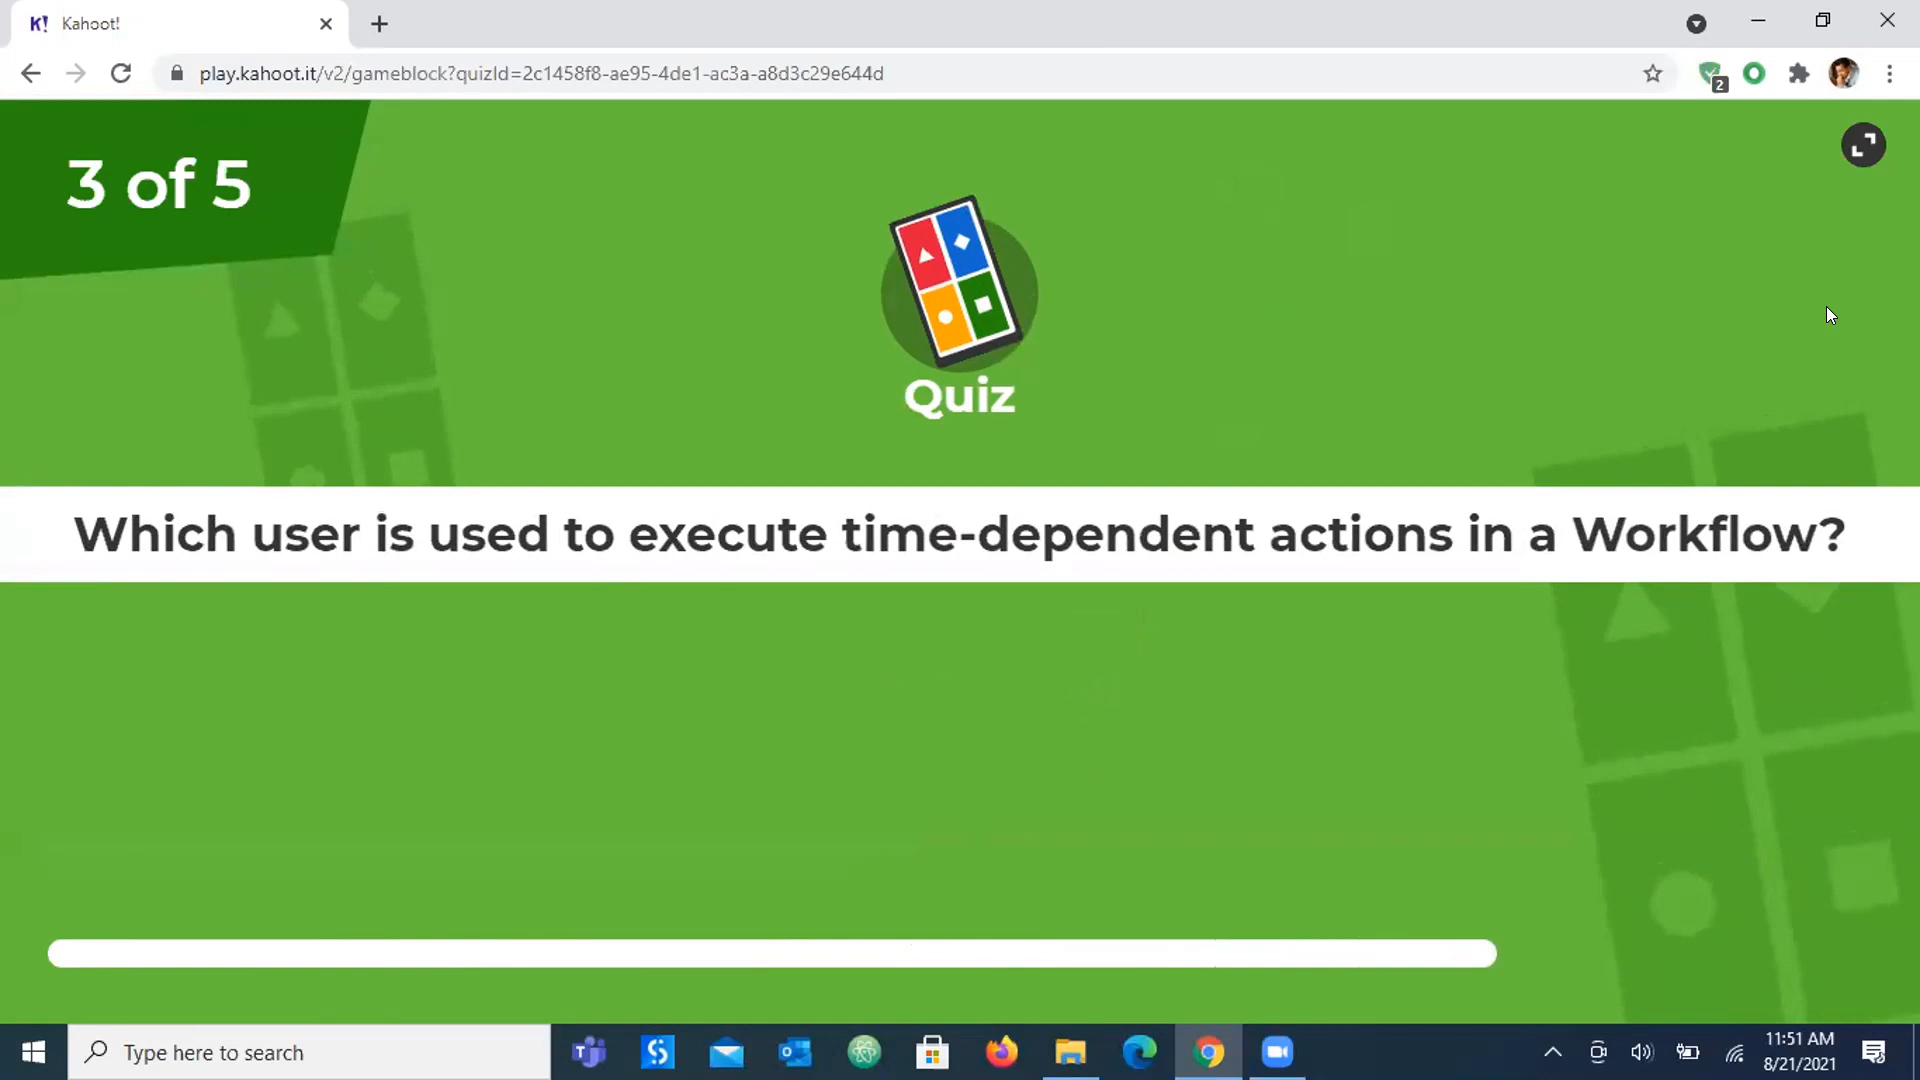 K! Kahoot!
play.kahoot.it/v2/gameblock?quizId=2c1458f8-ae95-4de1-ac3a-a8d3c29e644d
2
3 of 5
Quiz
Which user is used to execute time-dependent actions in a Workflow?
Type here to search
11:51 AM
8/21/2021